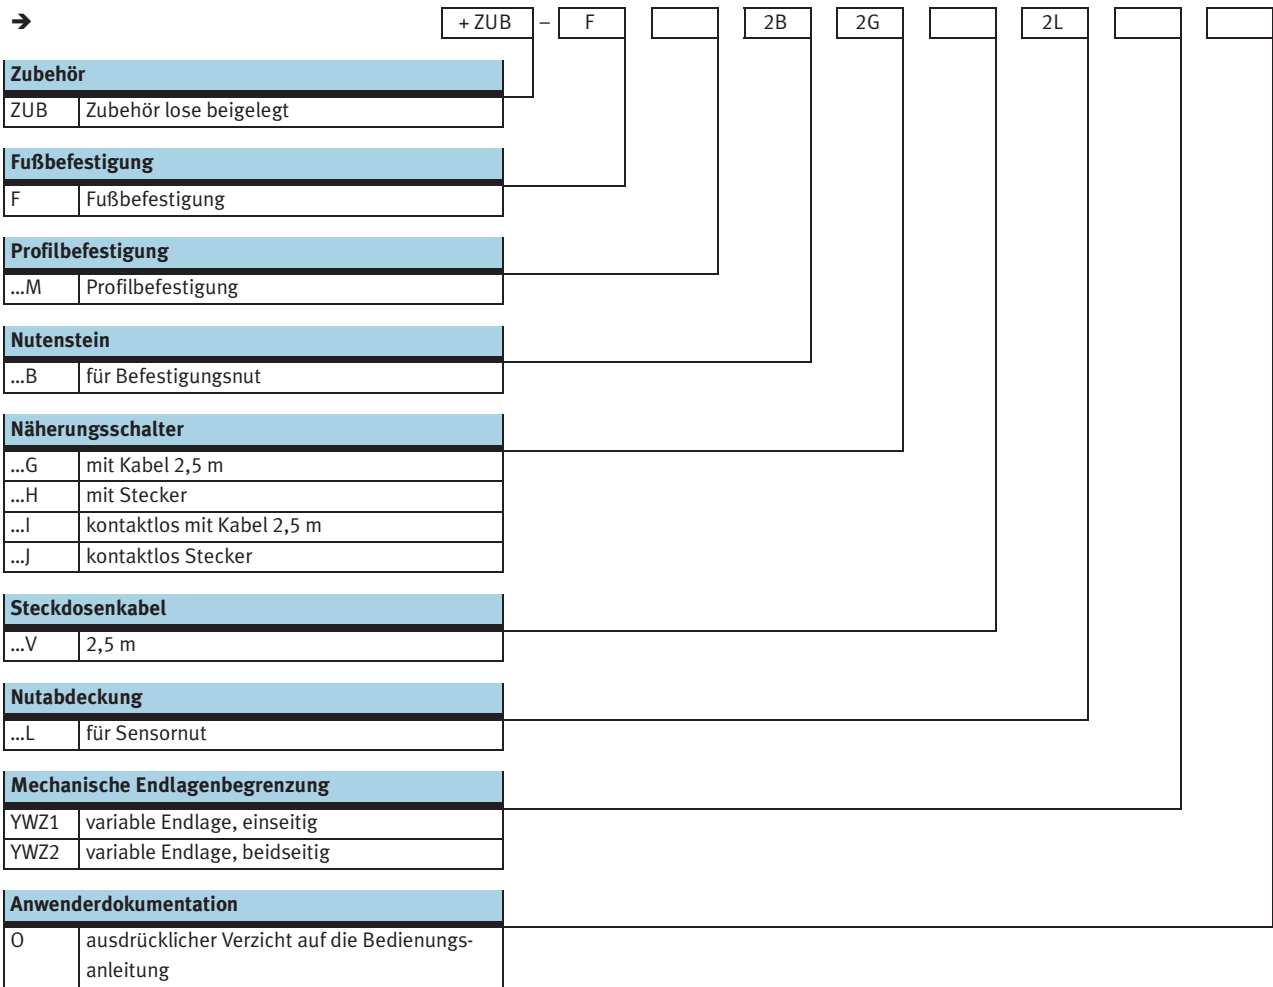 ➔ + ZUB – F 2B 2G 2L
Zubehör
ZUB Zubehör lose beigelegt
Fußbefestigung
F Fußbefestigung
Profilbefestigung
...M Profilbefestigung
Nutenstein
...B für Befestigungsnut
Näherungsschalter
...G mit Kabel 2,5 m
...H mit Stecker
...I kontaktlos mit Kabel 2,5 m
...J kontaktlos Stecker
Steckdosenkabel
...V 2,5 m
Nutabdeckung
...L für Sensornut
Mechanische Endlagenbegrenzung
YWZ1 variable Endlage, einseitig
YWZ2 variable Endlage, beidseitig
Anwenderdokumentation
O ausdrücklicher Verzicht auf die Bedienungs-
anleitung